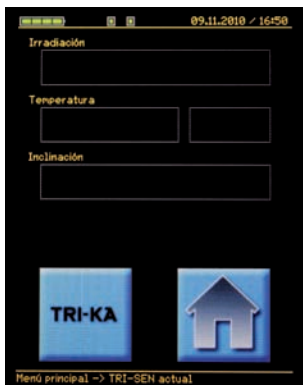 09.11.2010 / 16:50
Irradiación
Temperatura
Inclinación
TRI-KA
Menú principal -> TRI-SEN actual